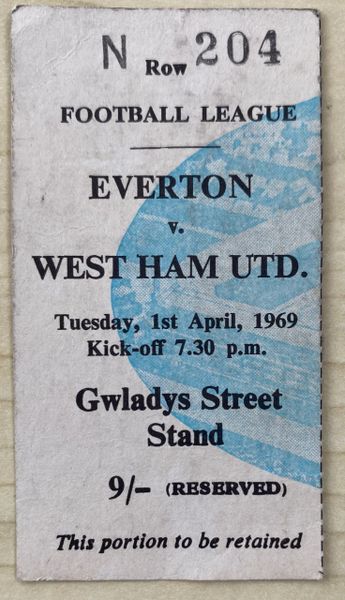 N Row 204
FOOTBALL LEAGUE
EVERTON
v.
WEST HAM UTD.
Tuesday, 1st April, 1969
Kick-off 7.30 p.m.
Gwladys Street
Stand
9/- (RESERVED)
This portion to be retained